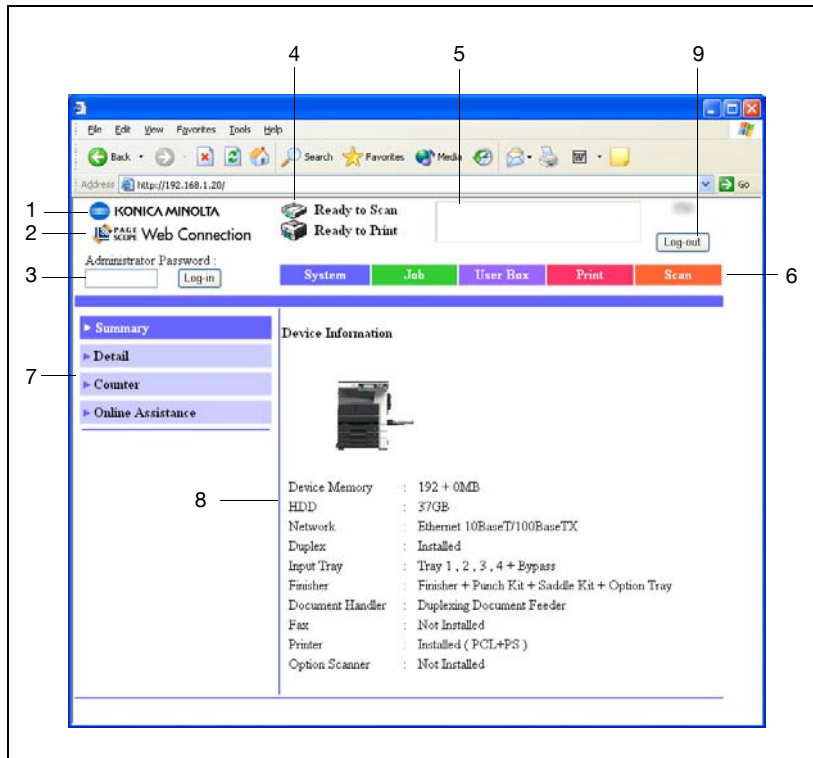 4 5 9
File Edit View Favorites Tools Help
Back Search Favorites Media
Address http://192.168.1.20/ Go
1 KONICA MINOLTA Ready to Scan
2 PAGE SCOPE Web Connection Ready to Print Log-out
Administrator Password :
3 Log-in System Job User Box Print Scan 6
Summary
Device Information
Detail
7 Counter
Online Assistance
8
Device Memory : 192 + 0MB
HDD : 37GB
Network : Ethernet 10BaseT/100BaseTX
Duplex : Installed
Input Tray : Tray 1 , 2 , 3 , 4 + Bypass
Finisher : Finisher + Punch Kit + Saddle Kit + Option Tray
Document Handler : Duplexing Document Feeder
Fax : Not Installed
Printer : Installed ( PCL+PS )
Option Scanner : Not Installed